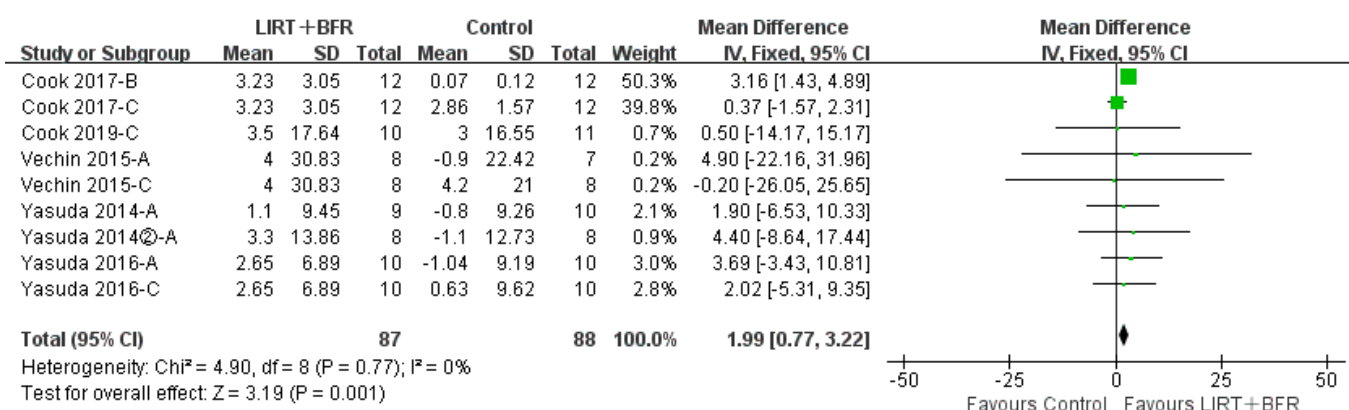 LIRT+BFR Control Mean Difference Mean Difference
Study or Subgroup Mean SD Total Mean SD Total Weight IV, Fixed, 95% CI IV, Fixed, 95% CI
Cook 2017-B 3.23 3.05 12 0.07 0.12 12 50.3% 3.16 [1.43, 4.89]
Cook 2017-C 3.23 3.05 12 2.86 1.57 12 39.8% 0.37 [-1.57, 2.31]
Cook 2019-C 3.5 17.64 10 3 16.55 11 0.7% 0.50 [-14.17, 15.17]
Vechin 2015-A 4 30.83 8 -0.9 22.42 7 0.2% 4.90 [-22.16, 31.96]
Vechin 2015-C 4 30.83 8 4.2 21 8 0.2% -0.20 [-26.05, 25.65]
Yasuda 2014-A 1.1 9.45 9 -0.8 9.26 10 2.1% 1.90 [-6.53, 10.33]
Yasuda 2014②-A 3.3 13.86 8 -1.1 12.73 8 0.9% 4.40 [-8.64, 17.44]
Yasuda 2016-A 2.65 6.89 10 -1.04 9.19 10 3.0% 3.69 [-3.43, 10.81]
Yasuda 2016-C 2.65 6.89 10 0.63 9.62 10 2.8% 2.02 [-5.31, 9.35]
Total (95% CI) 87 88 100.0% 1.99 [0.77, 3.22]
Heterogeneity: Chi² = 4.90, df = 8 (P = 0.77); I² = 0%
Test for overall effect: Z = 3.19 (P = 0.001)
-50 -25 0 25 50
Favours Control Favours LIRT+BFR